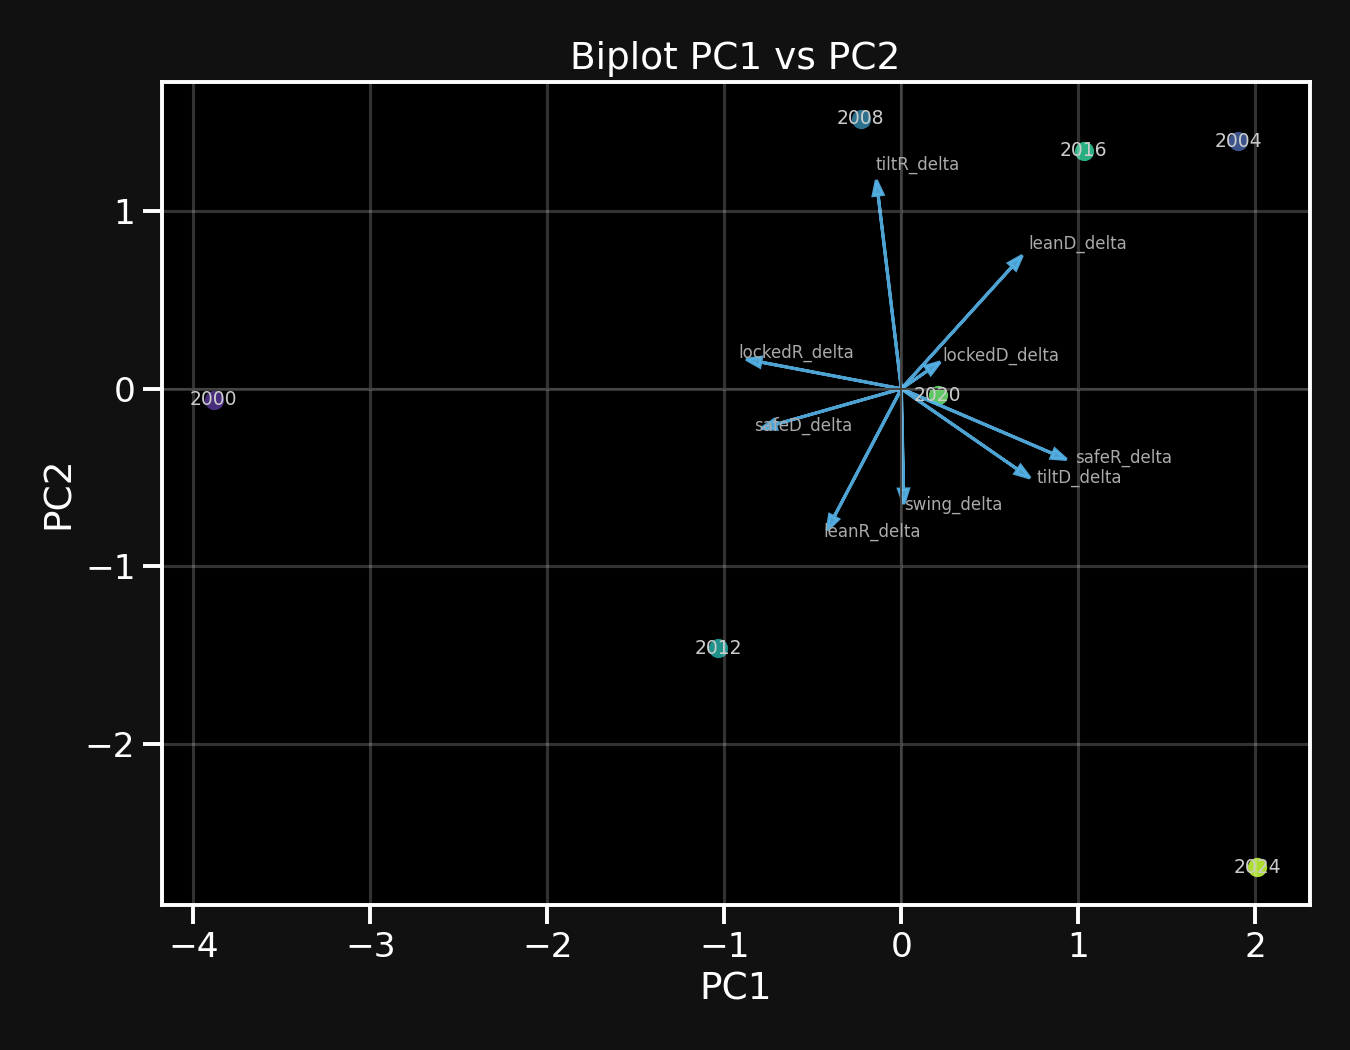 Biplot PC1 vs PC2
2008
2004
2016
tiltR_delta
1
leanD_delta
lockedR_delta
lockedD_delta
0
2000
2020
safeD_delta
safeR_delta
tiltD_delta
PC2
swing_delta
leanR_delta
−1
2012
−2
2024
−4
−3
−2
−1
0
1
2
PC1